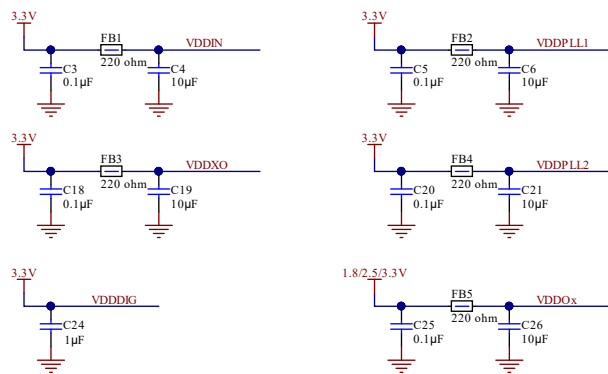 3.3V
FB1
VDDIN
C3
0.1µF
220 ohm
C4
10µF
3.3V
FB2
VDDPLL1
C5
0.1µF
220 ohm
C6
10µF
3.3V
FB3
VDDXO
C18
0.1µF
220 ohm
C19
10µF
3.3V
FB4
VDDPLL2
C20
0.1µF
220 ohm
C21
10µF
3.3V
VDDDIG
C24
1µF
1.8/2.5/3.3V
FB5
VDDOx
C25
0.1µF
220 ohm
C26
10µF